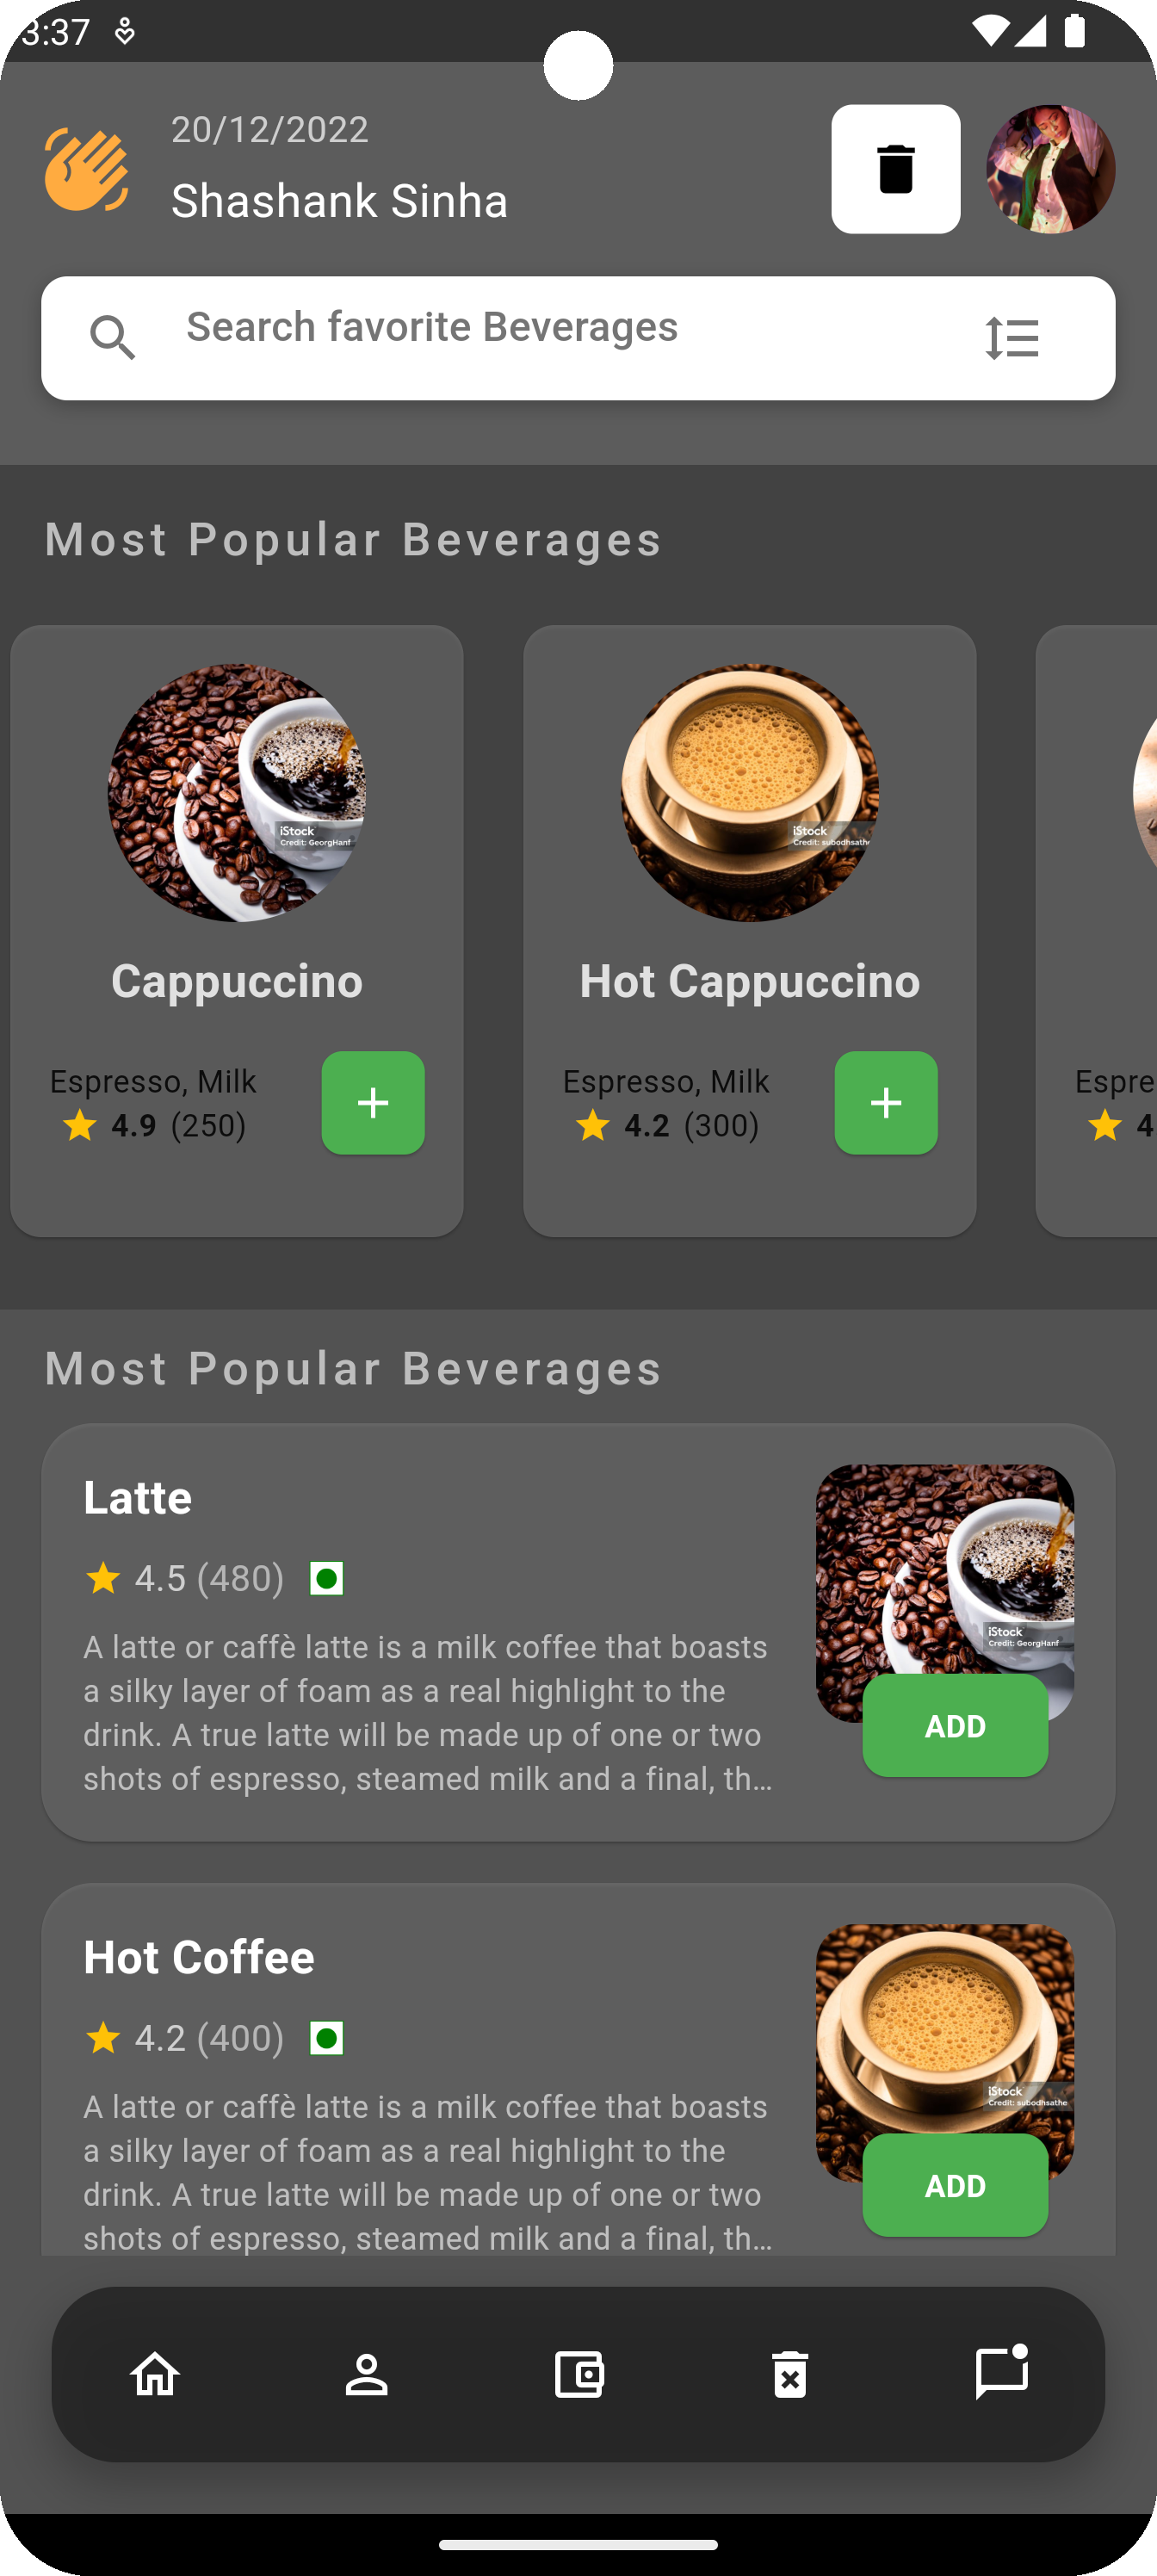 3:37
20/12/2022
Shashank Sinha
Search favorite Beverages
Most Popular Beverages
iStock
Credit: GeorgHanf
iStock
Credit: subodhsathe
Cappuccino
Hot Cappuccino
Espresso, Milk
4.9 (250)
Espresso, Milk
4.2 (300)
Espre
4
Most Popular Beverages
Latte
4.5 (480)
A latte or caffè latte is a milk coffee that boasts
a silky layer of foam as a real highlight to the
drink. A true latte will be made up of one or two
shots of espresso, steamed milk and a final, th...
iStock
Credit: GeorgHanf
ADD
Hot Coffee
4.2 (400)
A latte or caffè latte is a milk coffee that boasts
a silky layer of foam as a real highlight to the
drink. A true latte will be made up of one or two
shots of espresso, steamed milk and a final, th...
iStock
Credit: subodhsathe
ADD